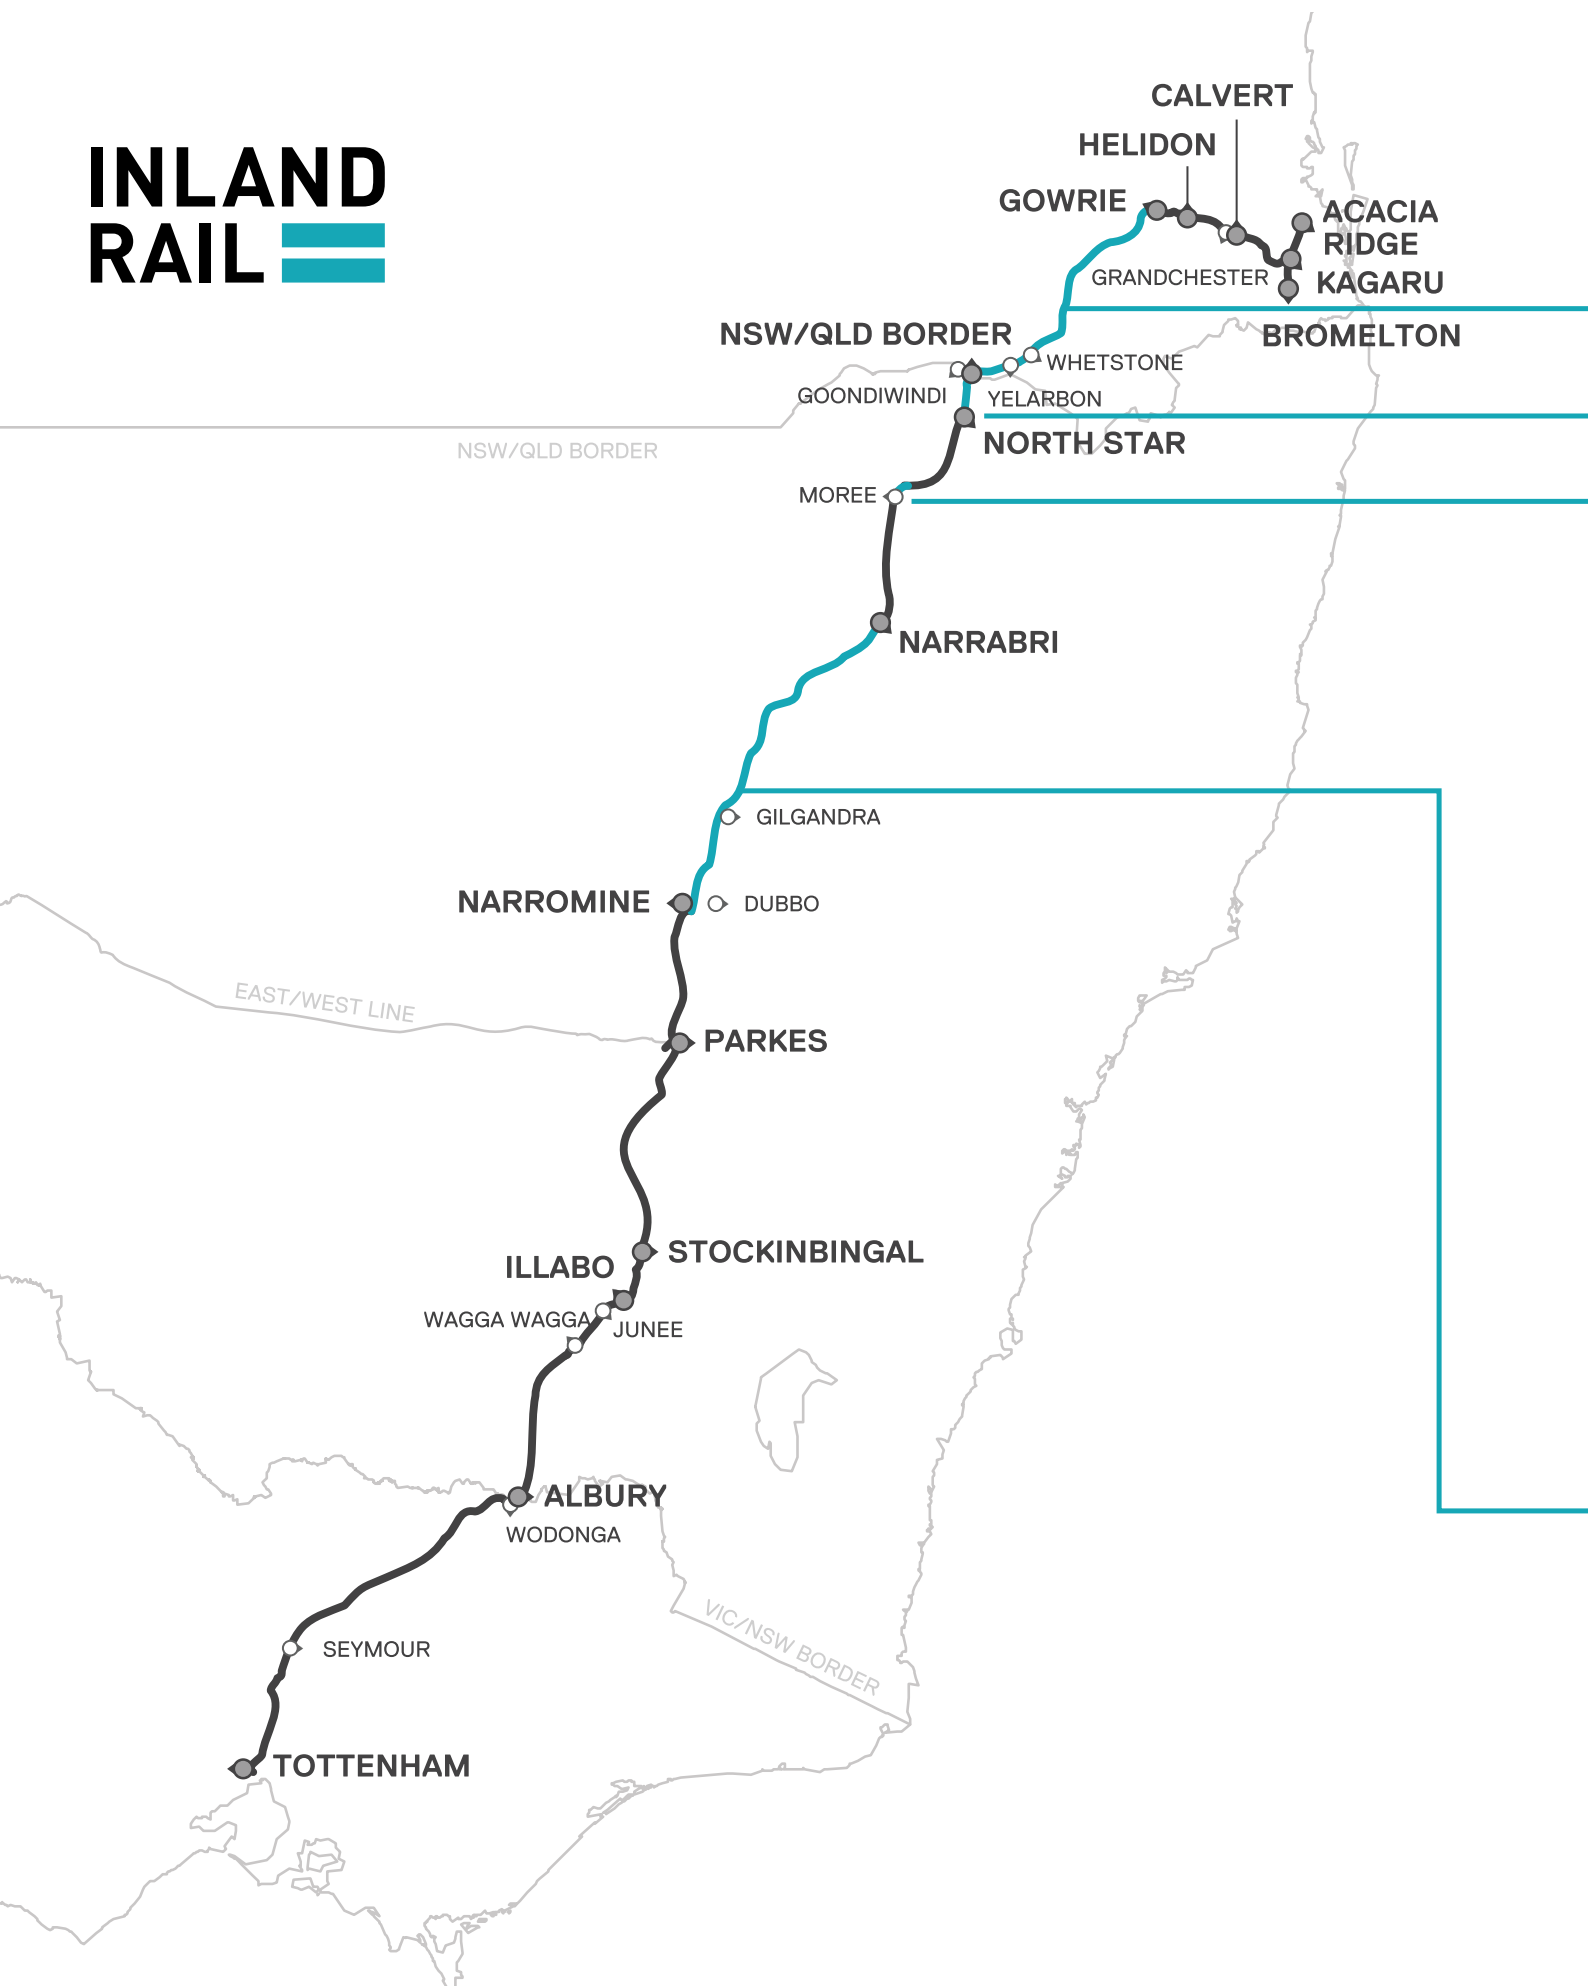 INLAND
RAIL
CALVERT
HELIDON
GOWRIE
ACACIA
RIDGE
GRANDCHESTER
KAGARU
NSW/QLD BORDER
BROMELTON
WHETSTONE
GOONDIWINDI
YELARBON
NORTH STAR
NSW/QLD BORDER
MOREE
NARRABRI
GILGANDRA
NARROMINE
DUBBO
EAST/WEST LINE
PARKES
STOCKINBINGAL
ILLABO
WAGGA WAGGA
JUNEE
ALBURY
WODONGA
VIC/NSW BORDER
SEYMOUR
TOTTENHAM